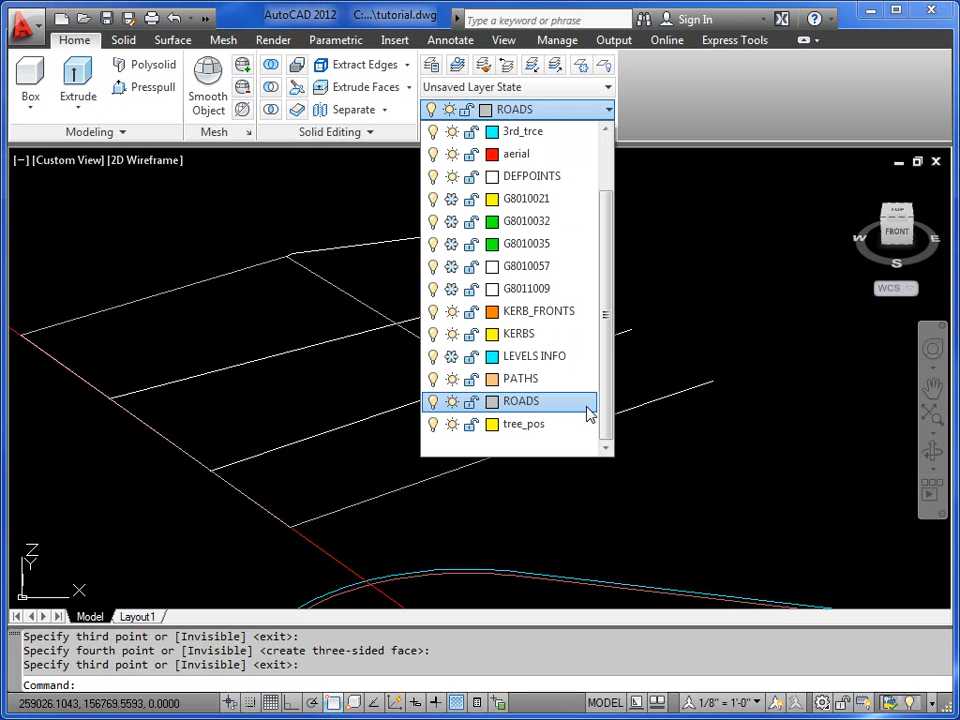 AutoCAD 2012 C:...\tutorial.dwg
Type a keyword or phrase
Sign In
Home Solid Surface Mesh Render Parametric Insert Annotate View Manage Output Online Express Tools
Polysolid
Extract Edges
Unsaved Layer State
Box
Extrude
Presspull
Smooth
Object
Extrude Faces
Separate
ROADS
Modeling
Mesh
Solid Editing
3rd_trce
aerial
DEFPOINTS
G8010021
G8010032
G8010035
G8010057
G8011009
KERB_FRONTS
KERBS
LEVELS INFO
PATHS
ROADS
tree_pos
[−] [Custom View] [2D Wireframe]
TOP
FRONT
W E
S
WCS
Z
Y
X
Model Layout1
Specify third point or [Invisible] <exit>:
Specify fourth point or [Invisible] <create three-sided face>:
Specify third point or [Invisible] <exit>:
Command:
259026.1043, 156769.5593, 0.0000
MODEL
1/8" = 1'-0"